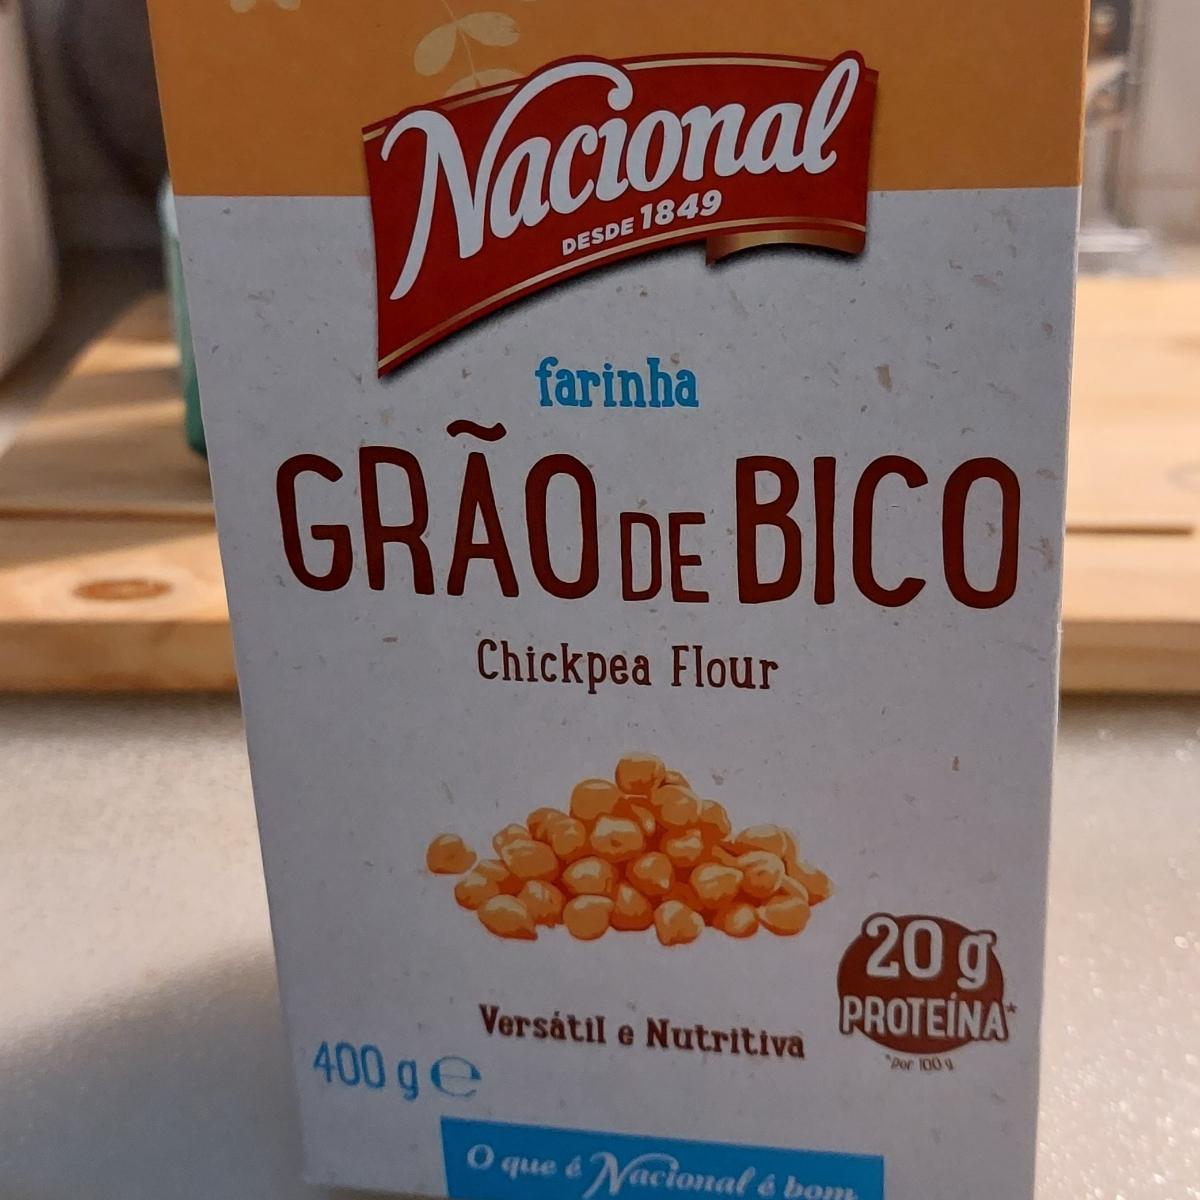 Nacional
DESDE 1849
farinha
GRÃO DE BICO
Chickpea Flour
20 g
PROTEÍNA*
*Por 100 g
Versátil e Nutritiva
400 g ℮
O que é Nacional é bom